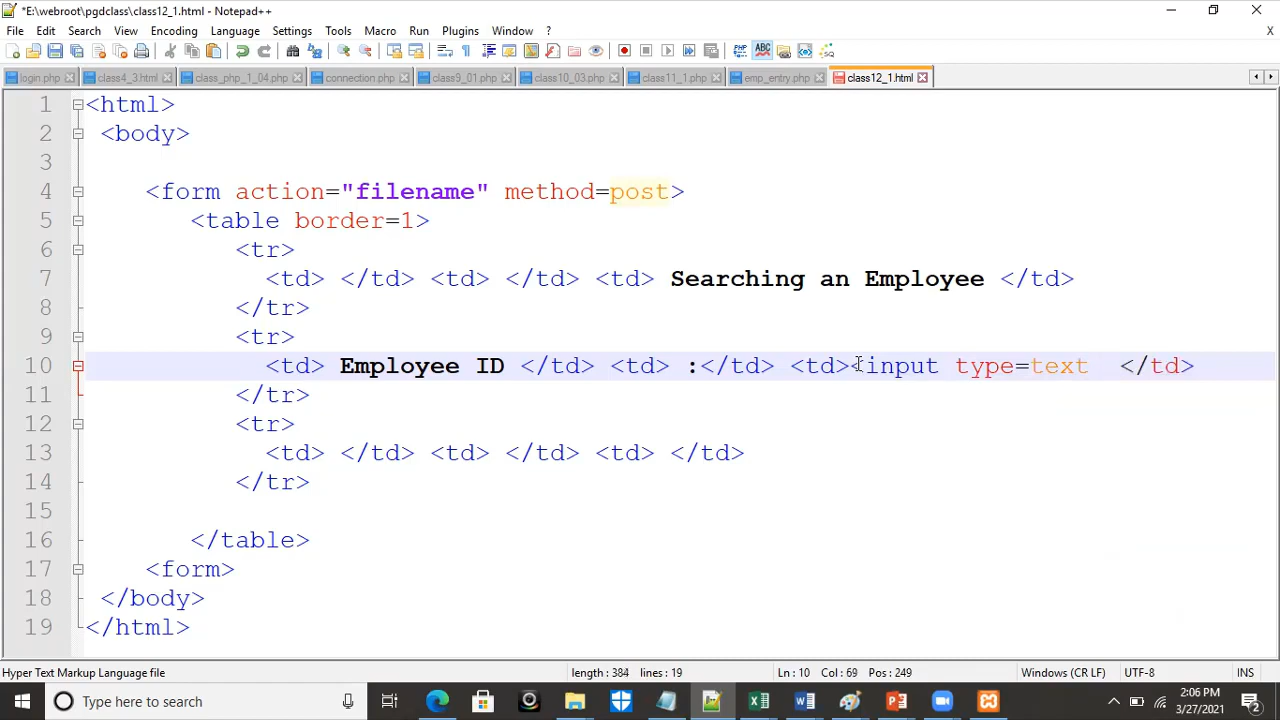 *E:\webroot\pgdclass\class12_1.html - Notepad++
File Edit Search View Encoding Language Settings Tools Macro Run Plugins Window ?
login.php class4_3.html class_php_1_04.php connection.php class9_01.php class10_03.php class11_1.php emp_entry.php class12_1.html
1 <html>
2 <body>
3
4 <form action="filename" method=post>
5 <table border=1>
6 <tr>
7 <td> </td> <td> </td> <td> Searching an Employee </td>
8 </tr>
9 <tr>
10 <td> Employee ID </td> <td> :</td> <td><input type=text </td>
11 </tr>
12 <tr>
13 <td> </td> <td> </td> <td> </td>
14 </tr>
15
16 </table>
17 <form>
18 </body>
19 </html>
Hyper Text Markup Language file length : 384 lines : 19 Ln : 10 Col : 69 Pos : 249 Windows (CR LF) UTF-8 INS
Type here to search
2:06 PM
3/27/2021
2